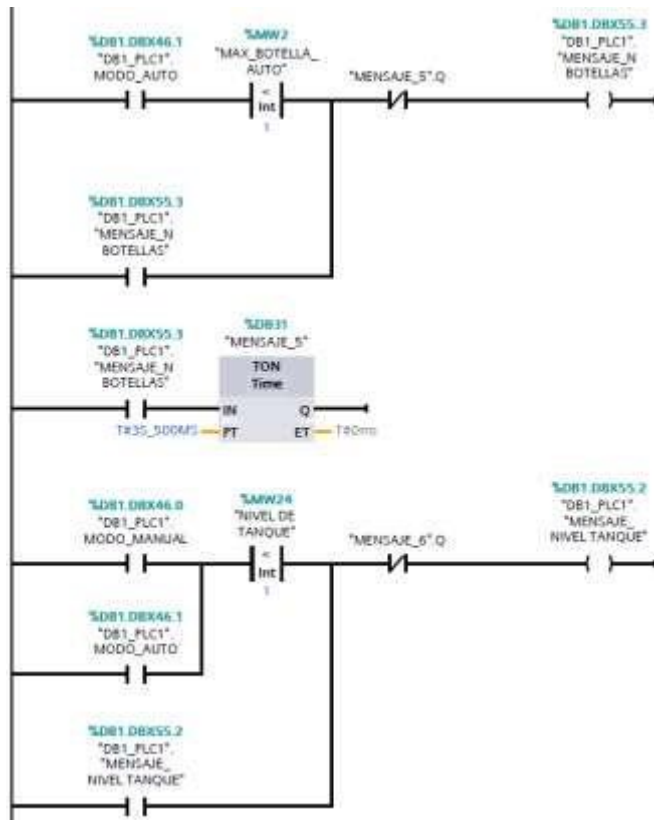 %DB1.DBX46.1
"DB1_PLC1".
MODO_AUTO
%MW2
"MAX_BOTELLA_
AUTO"
<
Int
1
"MENSAJE_5".Q
%DB1.DBX55.3
"DB1_PLC1".
"MENSAJE_N
BOTELLAS"
%DB1.DBX55.3
"DB1_PLC1".
"MENSAJE_N
BOTELLAS"
%DB1.DBX55.3
"DB1_PLC1".
"MENSAJE_N
BOTELLAS"
%DB31
"MENSAJE_5"
TON
Time
IN
Q
T#3S_500MS
PT
ET
T#0ms
%DB1.DBX46.0
"DB1_PLC1".
MODO_MANUAL
%MW24
"NIVEL DE
TANQUE"
<
Int
1
"MENSAJE_6".Q
%DB1.DBX55.2
"DB1_PLC1".
"MENSAJE_
NIVEL TANQUE"
%DB1.DBX46.1
"DB1_PLC1".
MODO_AUTO
%DB1.DBX55.2
"DB1_PLC1".
"MENSAJE_
NIVEL TANQUE"